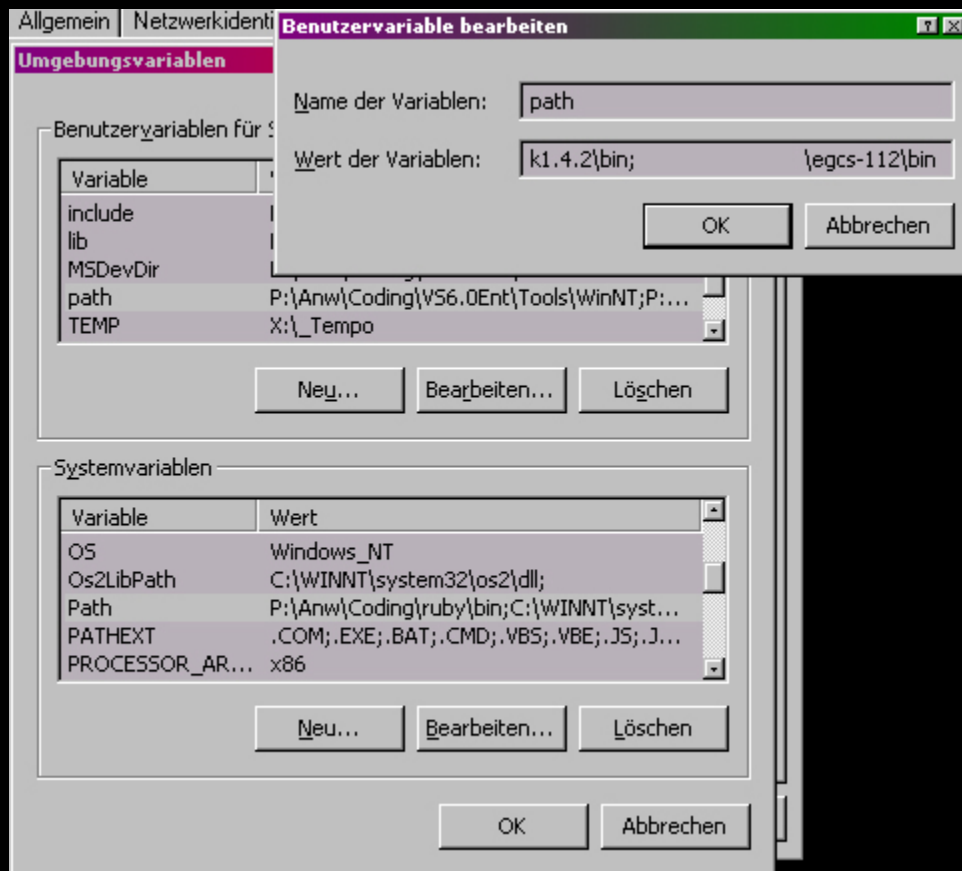 Allgemein Netzwerkidenti
Benutzervariable bearbeiten
Umgebungsvariablen
Name der Variablen: path
Wert der Variablen: k1.4.2\bin; \egcs-112\bin
OK Abbrechen
Benutzervariablen für
Variable
include
lib
MSDevDir
path P:\Anw\Coding\VS6.0Ent\Tools\WinNT;P:...
TEMP X:\_Tempo
Neu... Bearbeiten... Löschen
Systemvariablen
Variable Wert
OS Windows_NT
Os2LibPath C:\WINNT\system32\os2\dll;
Path P:\Anw\Coding\ruby\bin;C:\WINNT\syst...
PATHEXT .COM;.EXE;.BAT;.CMD;.VBS;.VBE;.JS;.J...
PROCESSOR_AR... x86
Neu... Bearbeiten... Löschen
OK Abbrechen